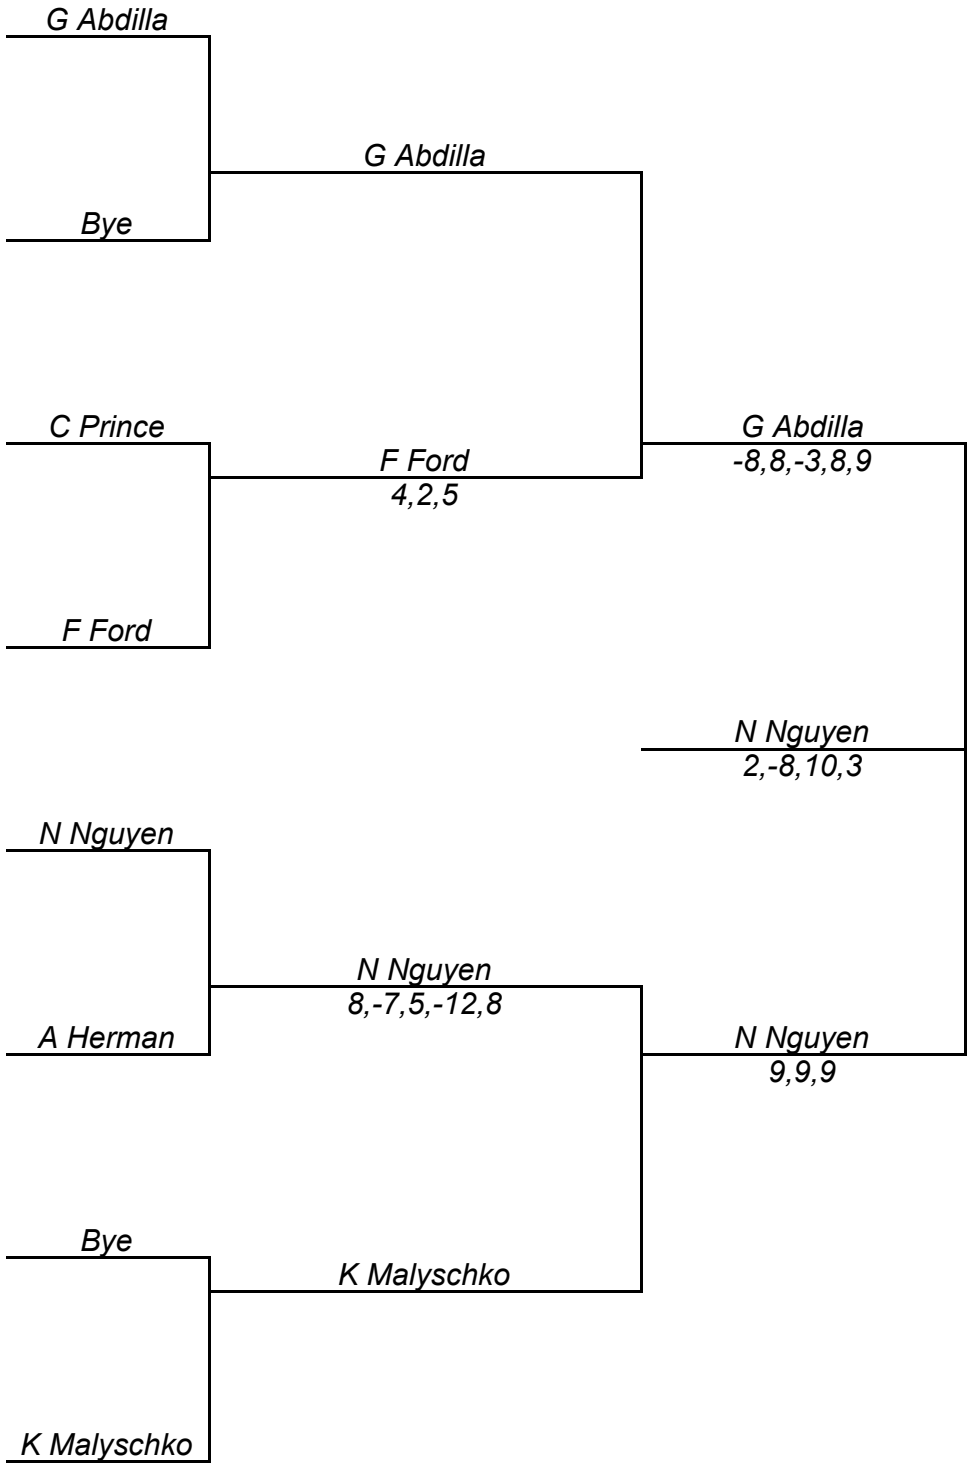 G Abdilla
G Abdilla
Bye
C Prince
G Abdilla
F Ford
-8,8,-3,8,9
4,2,5
F Ford
N Nguyen
2,-8,10,3
N Nguyen
N Nguyen
8,-7,5,-12,8
A Herman
N Nguyen
9,9,9
Bye
K Malyschko
K Malyschko